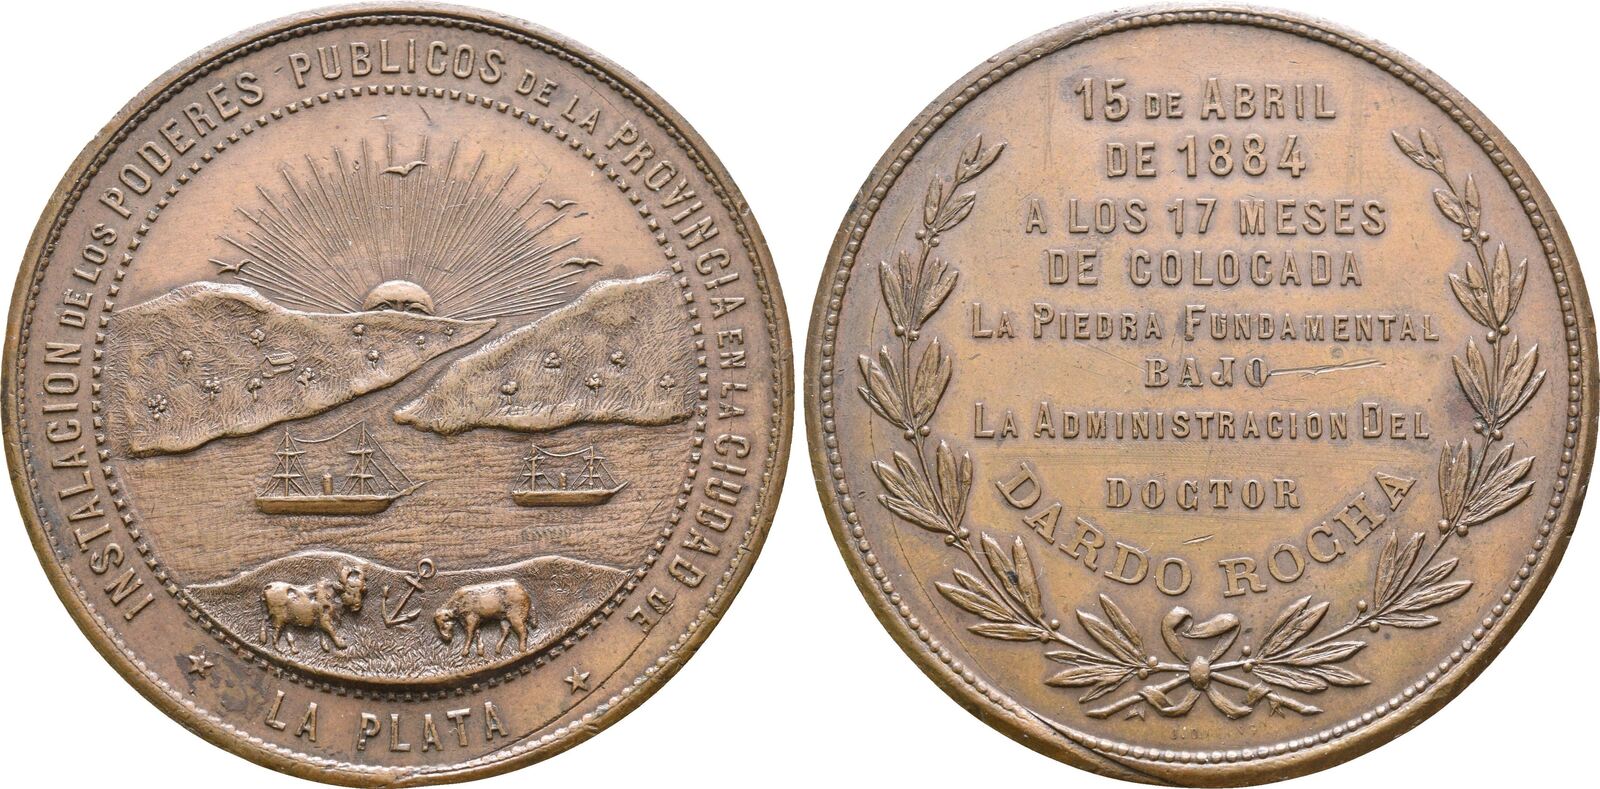 INSTALACION DE LOS PODERES PUBLICOS DE LA PROVINCIA EN LA CIUDAD DE
LA PLATA
15 DE ABRIL
DE 1884
A LOS 17 MESES
DE COLOCADA
LA PIEDRA FUNDAMENTAL
BAJO
LA ADMINISTRACION DEL
DOCTOR
DARDO ROCHA